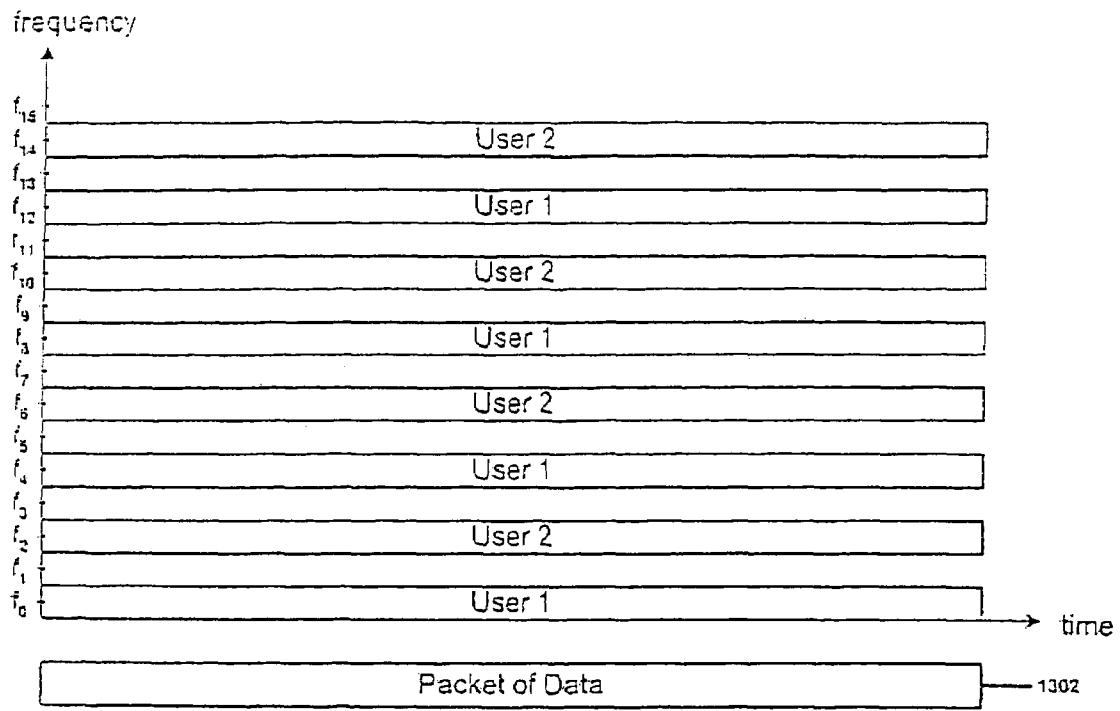 frequency
f15
f14 User 2
f13
f12 User 1
f11
f10 User 2
f9
f8 User 1
f7
f6 User 2
f5
f4 User 1
f3
f2 User 2
f1
f0 User 1
time
Packet of Data 1302